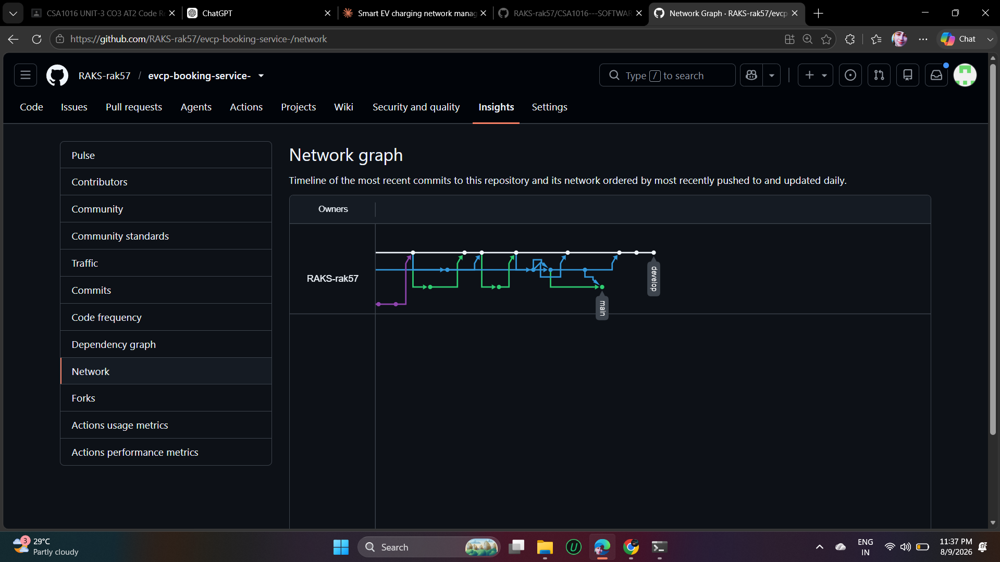 CSA1016 UNIT-3 CO3 AT2 Code Re
ChatGPT
Smart EV charging network manag
RAKS-rak57/CSA1016---SOFTWAR
Network Graph · RAKS-rak57/evcp
https://github.com/RAKS-rak57/evcp-booking-service-/network
Chat
RAKS-rak57 / evcp-booking-service-
Type / to search
Code
Issues
Pull requests
Agents
Actions
Projects
Wiki
Security and quality
Insights
Settings
Pulse
Contributors
Community
Community standards
Traffic
Commits
Code frequency
Dependency graph
Network
Forks
Actions usage metrics
Actions performance metrics
Network graph
Timeline of the most recent commits to this repository and its network ordered by most recently pushed to and updated daily.
Owners
RAKS-rak57
develop
main
3
29°C
Partly cloudy
Search
ENG
IN
11:37 PM
8/9/2026